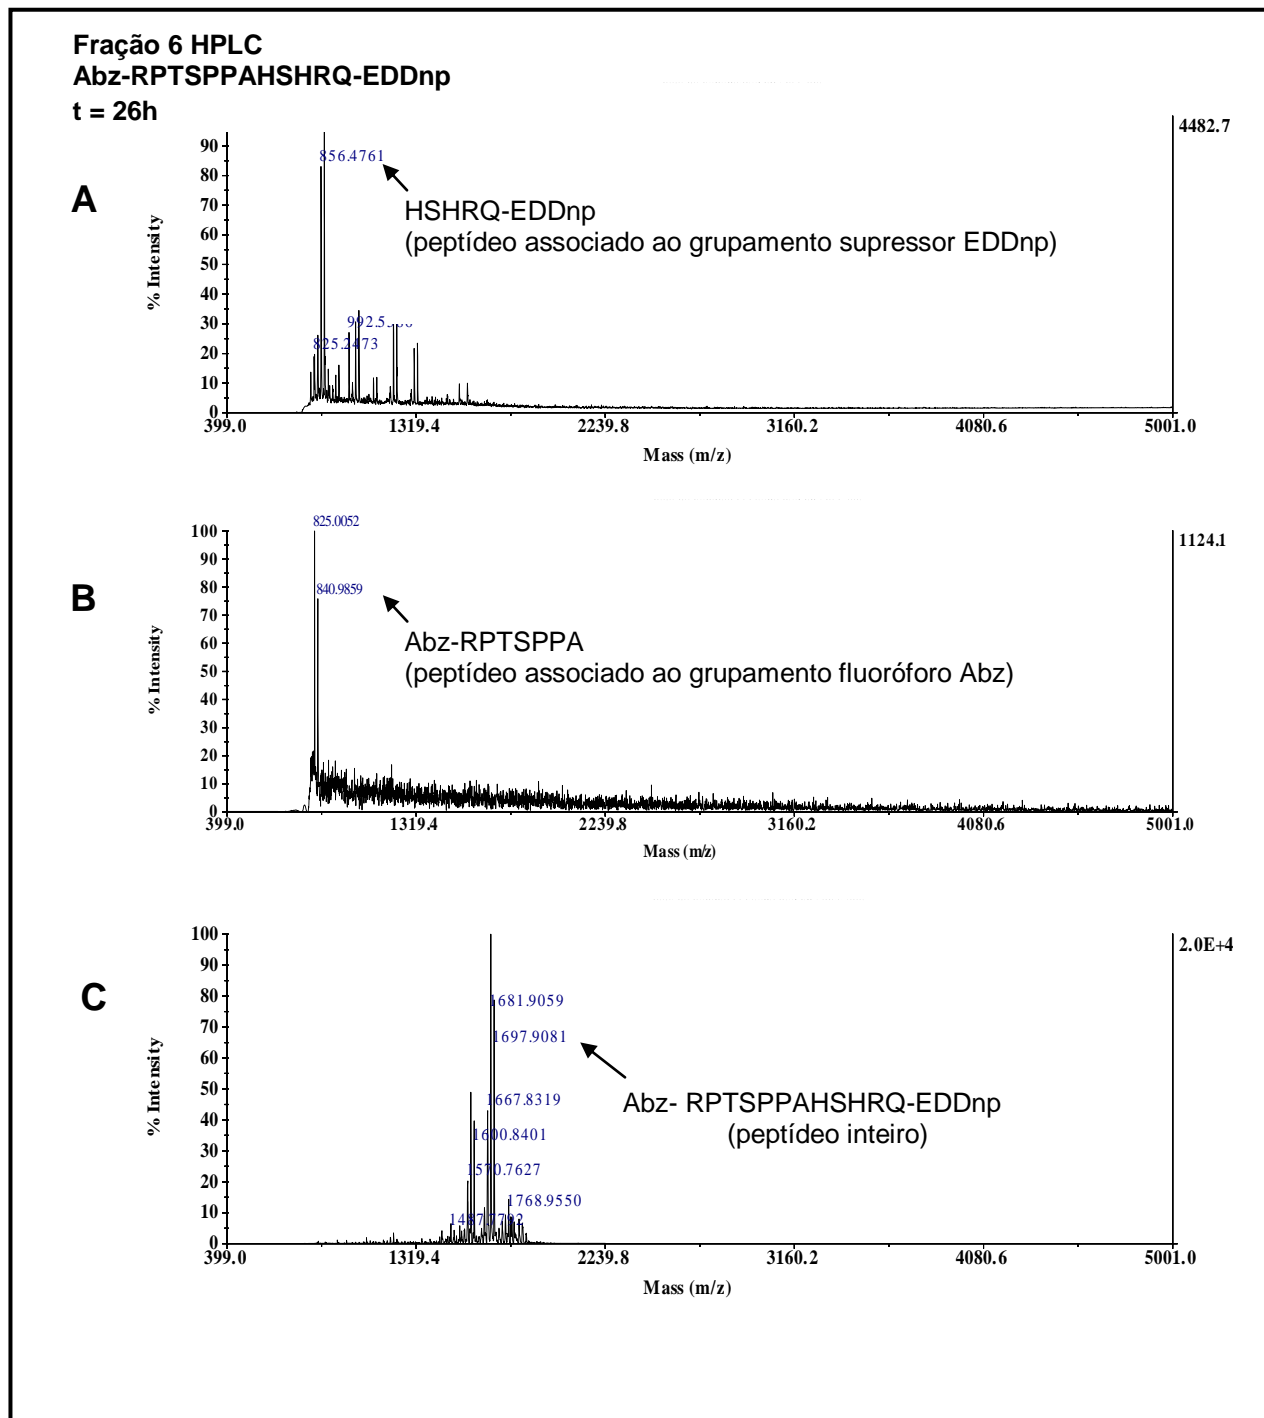 Fração 6 HPLC
Abz-RPTSPPAHSHRQ-EDDnp
t = 26h
A
4482.7
90
80
70
60
50
40
30
20
10
0
% Intensity
856.4761
HSHRQ-EDDnp
(peptídeo associado ao grupamento supressor EDDnp)
825.2473
399.0 1319.4 2239.8 3160.2 4080.6 5001.0
Mass (m/z)
B
1124.1
100
90
80
70
60
50
40
30
20
10
0
% Intensity
825.0052
840.9859
Abz-RPTSPPA
(peptídeo associado ao grupamento fluoróforo Abz)
399.0 1319.4 2239.8 3160.2 4080.6 5001.0
Mass (m/z)
C
2.0E+4
100
90
80
70
60
50
40
30
20
10
0
% Intensity
1681.9059
1697.9081
1667.8319
1600.8401
1570.7627
1768.9550
Abz- RPTSPPAHSHRQ-EDDnp
(peptídeo inteiro)
399.0 1319.4 2239.8 3160.2 4080.6 5001.0
Mass (m/z)